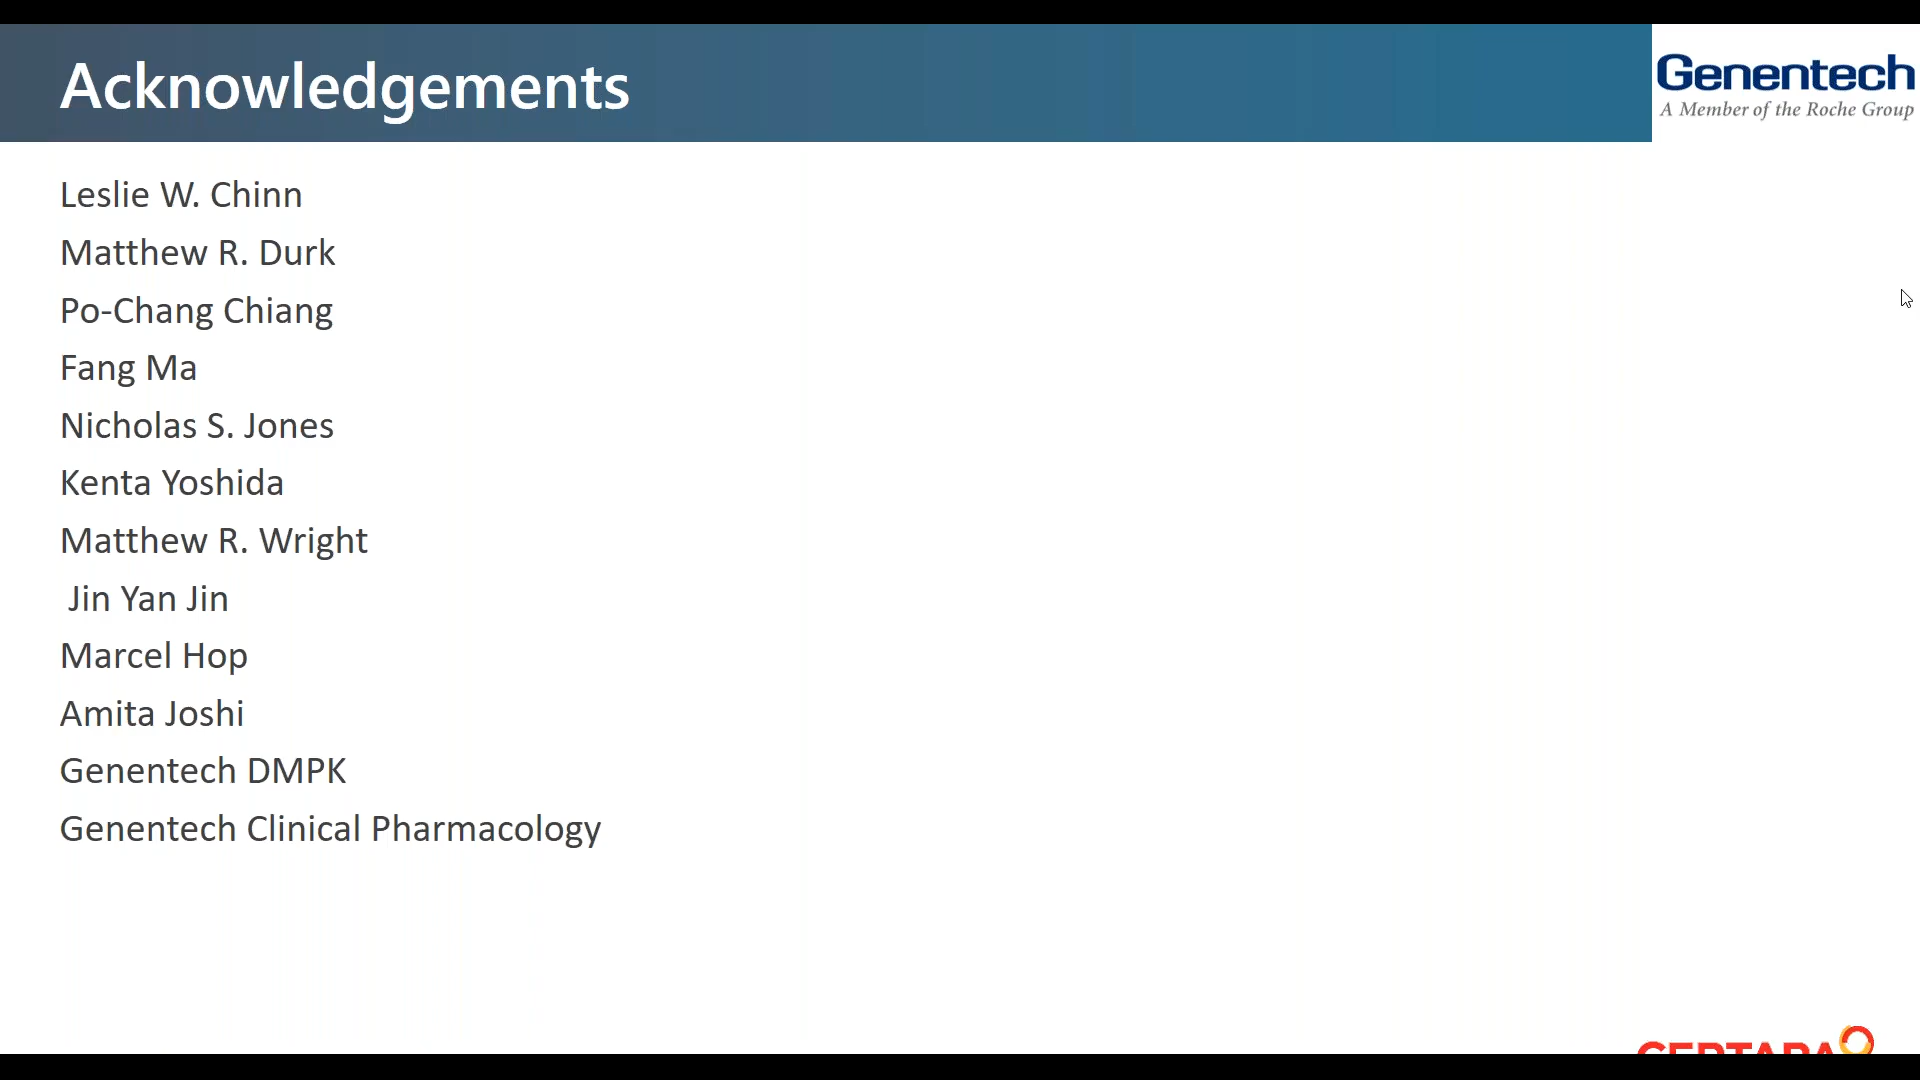 Acknowledgements
Genentech
A Member of the Roche Group
Leslie W. Chinn
Matthew R. Durk
Po-Chang Chiang
Fang Ma
Nicholas S. Jones
Kenta Yoshida
Matthew R. Wright
Jin Yan Jin
Marcel Hop
Amita Joshi
Genentech DMPK
Genentech Clinical Pharmacology
CERTARA